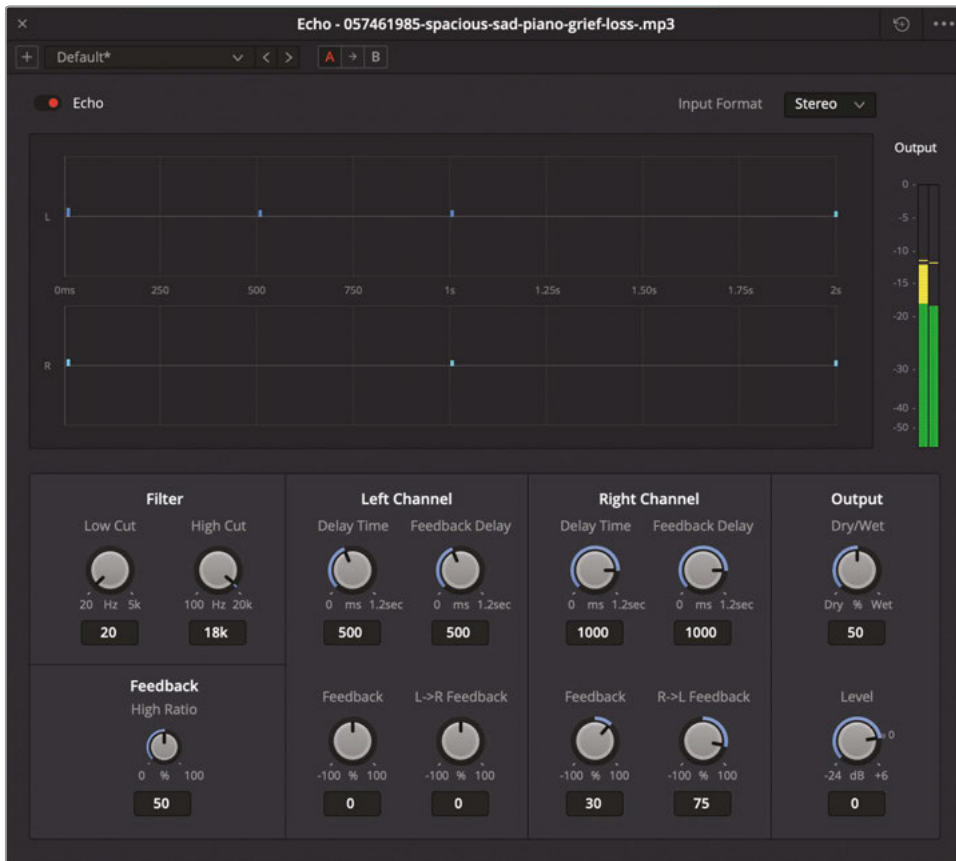 Echo - 057461985-spacious-sad-piano-grief-loss-.mp3
Default*
A
B
Echo
Input Format
Stereo
Output
0
-5
-10
-15
-20
-30
-40
-50
L
0ms 250 500 750 1s 1.25s 1.50s 1.75s 2s
R
Filter
Low Cut High Cut
20 Hz 5k 100 Hz 20k
20 18k
Feedback
High Ratio
0 % 100
50
Left Channel
Delay Time Feedback Delay
0 ms 1.2sec 0 ms 1.2sec
500 500
Feedback L->R Feedback
-100 % 100 -100 % 100
0 0
Right Channel
Delay Time Feedback Delay
0 ms 1.2sec 0 ms 1.2sec
1000 1000
Feedback R->L Feedback
-100 % 100 -100 % 100
30 75
Output
Dry/Wet
Dry % Wet
50
Level
0
-24 dB +6
0